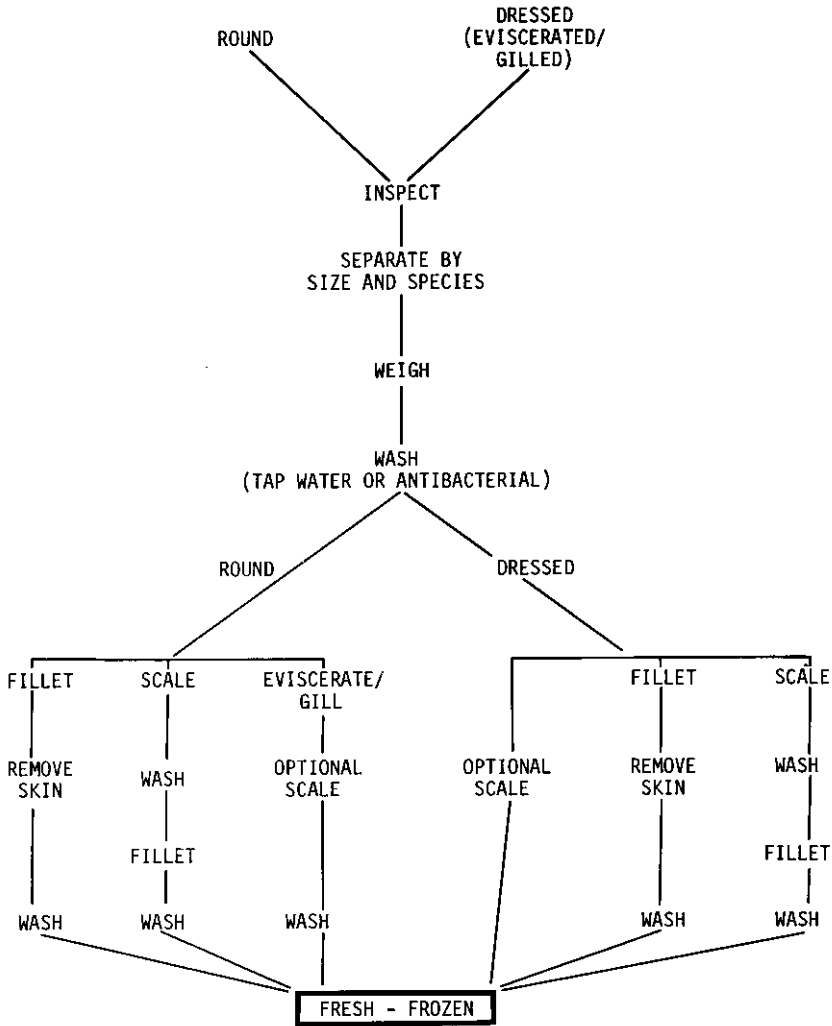 ROUND
DRESSED
(EVISCERATED/
GILLED)
INSPECT
SEPARATE BY
SIZE AND SPECIES
WEIGH
WASH
(TAP WATER OR ANTIBACTERIAL)
ROUND
DRESSED
FILLET
SCALE
EVISCERATE/
GILL
FILLET
SCALE
REMOVE
SKIN
WASH
OPTIONAL
SCALE
OPTIONAL
SCALE
REMOVE
SKIN
WASH
FILLET
FILLET
WASH
WASH
WASH
WASH
WASH
FRESH - FROZEN